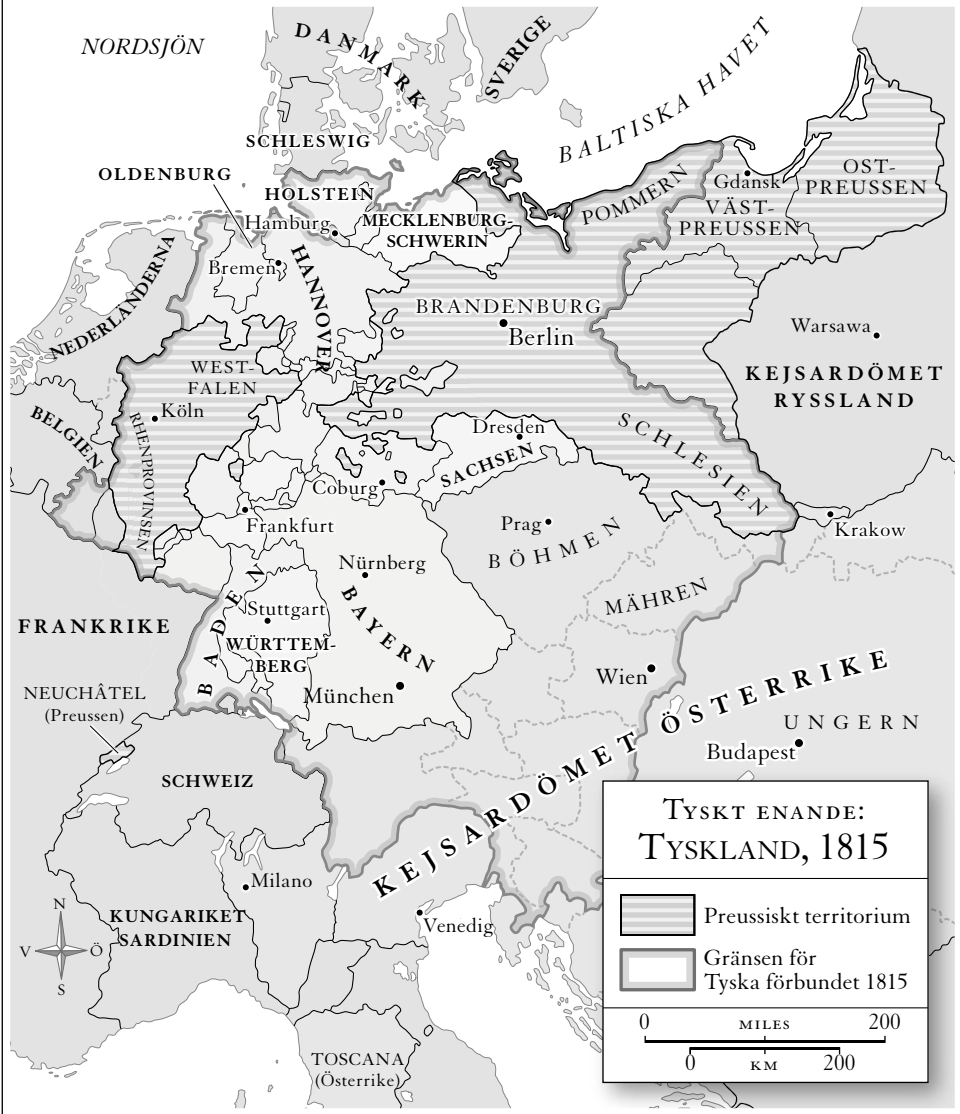 NORDSJÖN
DANMARK
SVERIGE
BALTISKA HAVET
SCHLESWIG
OLDENBURG
HOLSTEIN
Hamburg
MECKLENBURG-
SCHWERIN
POMMERN
Gdansk
VÄST-
PREUSSEN
OST-
PREUSSEN
Bremen
HANNOVER
NEDERLÄNDERNA
BRANDENBURG
Berlin
Warsawa
KEJSARDÖMET
RYSSLAND
WEST-
FALEN
Köln
RHENPROVINSEN
BELGIEN
Dresden
SACHSEN
SCHLESIEN
Coburg
Frankfurt
Prag
BÖHMEN
Krakow
Nürnberg
BAYERN
MÄHREN
BADEN
Stuttgart
WÜRTTEM-
BERG
FRANKRIKE
München
Wien
NEUCHÂTEL
(Preussen)
KEJSARDÖMET ÖSTERRIKE
UNGERN
Budapest
SCHWEIZ
Milano
KUNGARIKET
SARDINIEN
Venedig
N
V
Ö
S
TOSCANA
(Österrike)
TYSKT ENANDE:
TYSKLAND, 1815
Preussiskt territorium
Gränsen för
Tyska förbundet 1815
0 MILES 200
0 KM 200